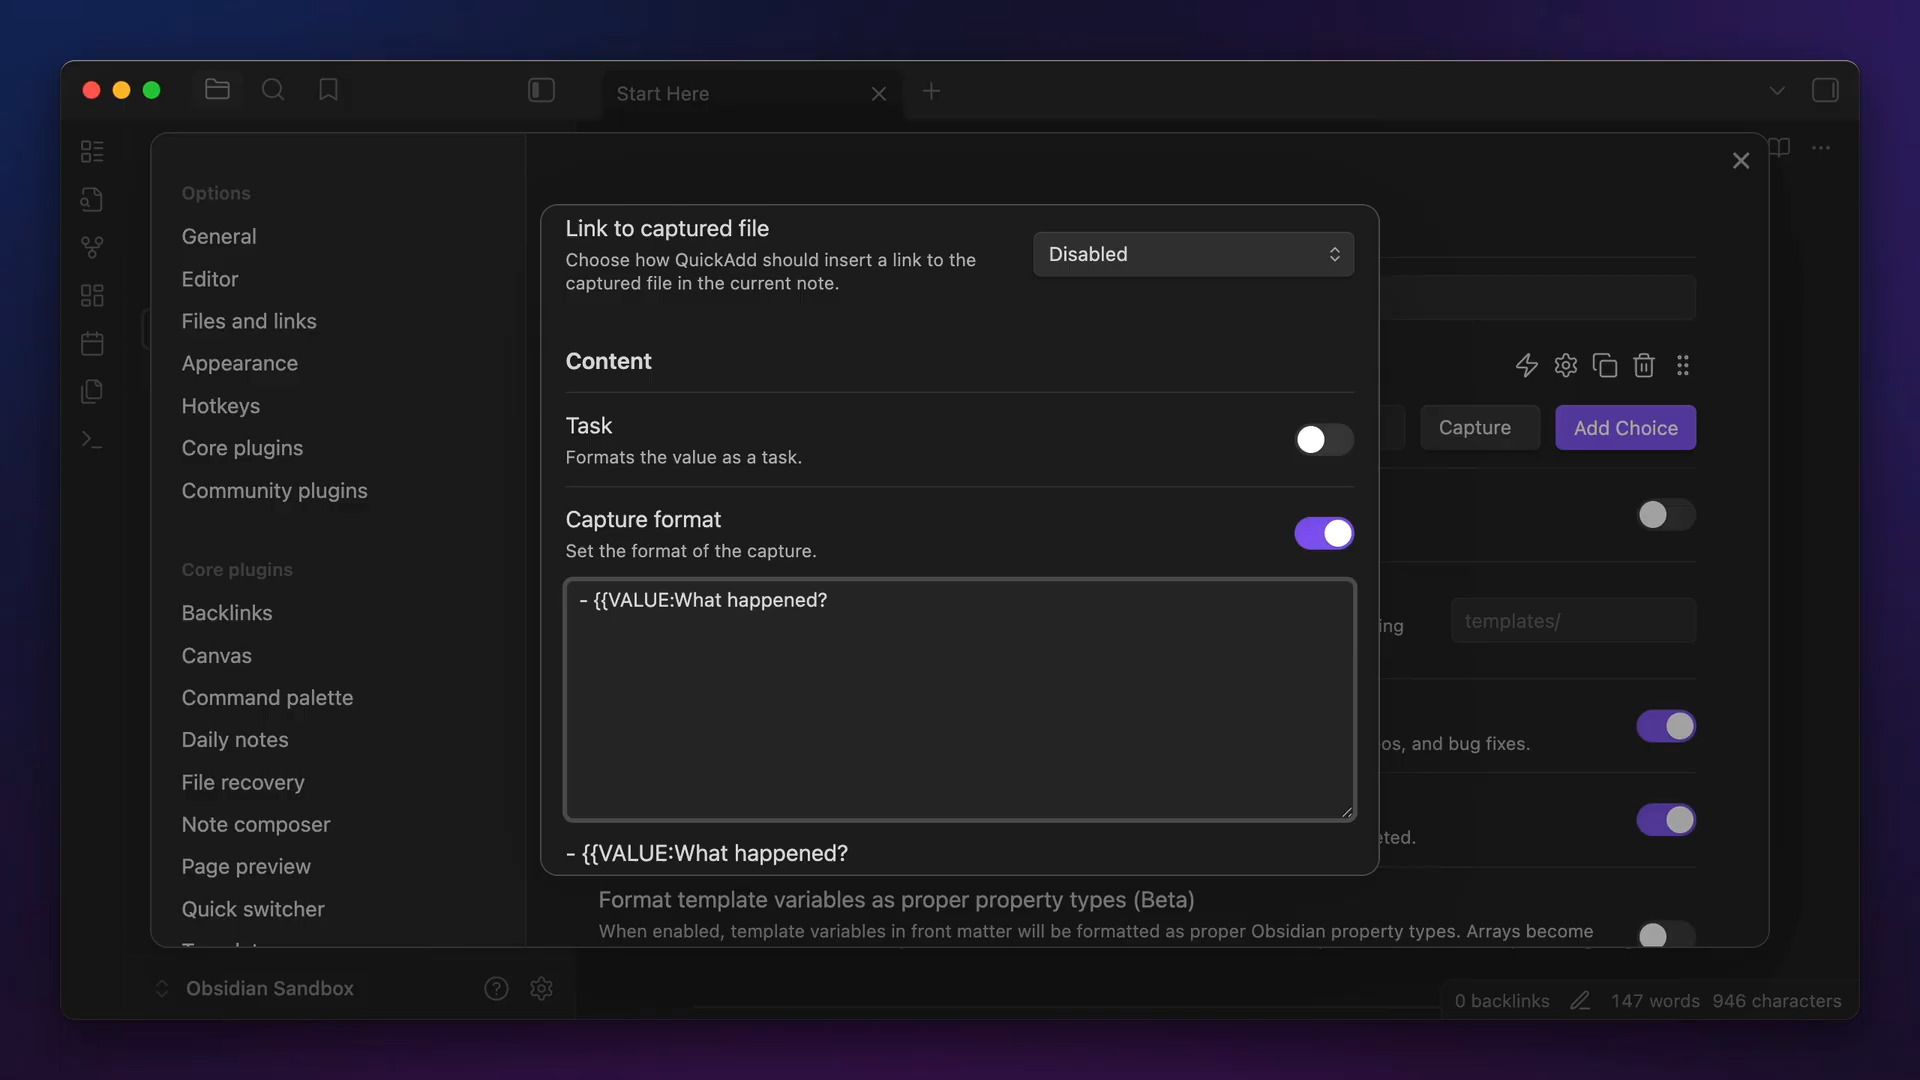 Start Here
Options
General
Editor
Files and links
Appearance
Hotkeys
Core plugins
Community plugins
Core plugins
Backlinks
Canvas
Command palette
Daily notes
File recovery
Note composer
Page preview
Quick switcher
Obsidian Sandbox
Link to captured file
Choose how QuickAdd should insert a link to the
captured file in the current note.
Disabled
Content
Task
Formats the value as a task.
Capture format
Set the format of the capture.
- {{VALUE:What happened?
- {{VALUE:What happened?
Capture
Add Choice
ing
templates/
os, and bug fixes.
eted.
Format template variables as proper property types (Beta)
When enabled, template variables in front matter will be formatted as proper Obsidian property types. Arrays become
0 backlinks
147 words
946 characters